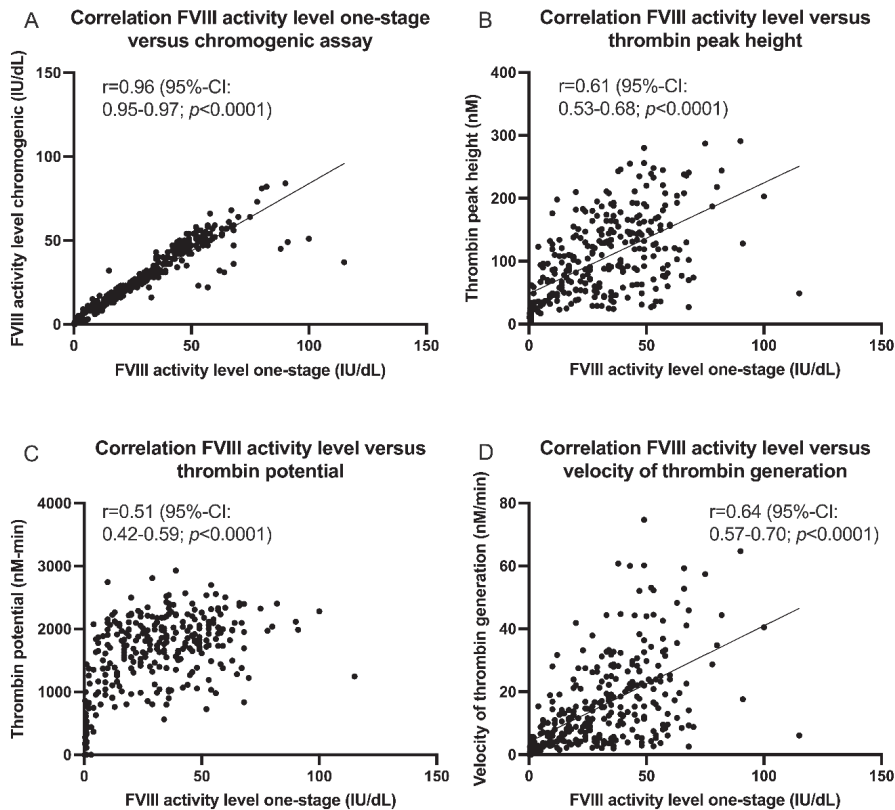 A
Correlation FVIII activity level one-stage
versus chromogenic assay
r=0.96 (95%-CI:
0.95-0.97; p<0.0001)
FVIII activity level chromogenic (IU/dL)
150
100
50
0
0 50 100 150
FVIII activity level one-stage (IU/dL)
B
Correlation FVIII activity level versus
thrombin peak height
r=0.61 (95%-CI:
0.53-0.68; p<0.0001)
Thrombin peak height (nM)
400
300
200
100
0
0 50 100 150
FVIII activity level one-stage (IU/dL)
C
Correlation FVIII activity level versus
thrombin potential
r=0.51 (95%-CI:
0.42-0.59; p<0.0001)
Thrombin potential (nM-min)
4000
3000
2000
1000
0
0 50 100 150
FVIII activity level one-stage (IU/dL)
D
Correlation FVIII activity level versus
velocity of thrombin generation
r=0.64 (95%-CI:
0.57-0.70; p<0.0001)
Velocity of thrombin generation (nM/min)
80
60
40
20
0
0 50 100 150
FVIII activity level one-stage (IU/dL)